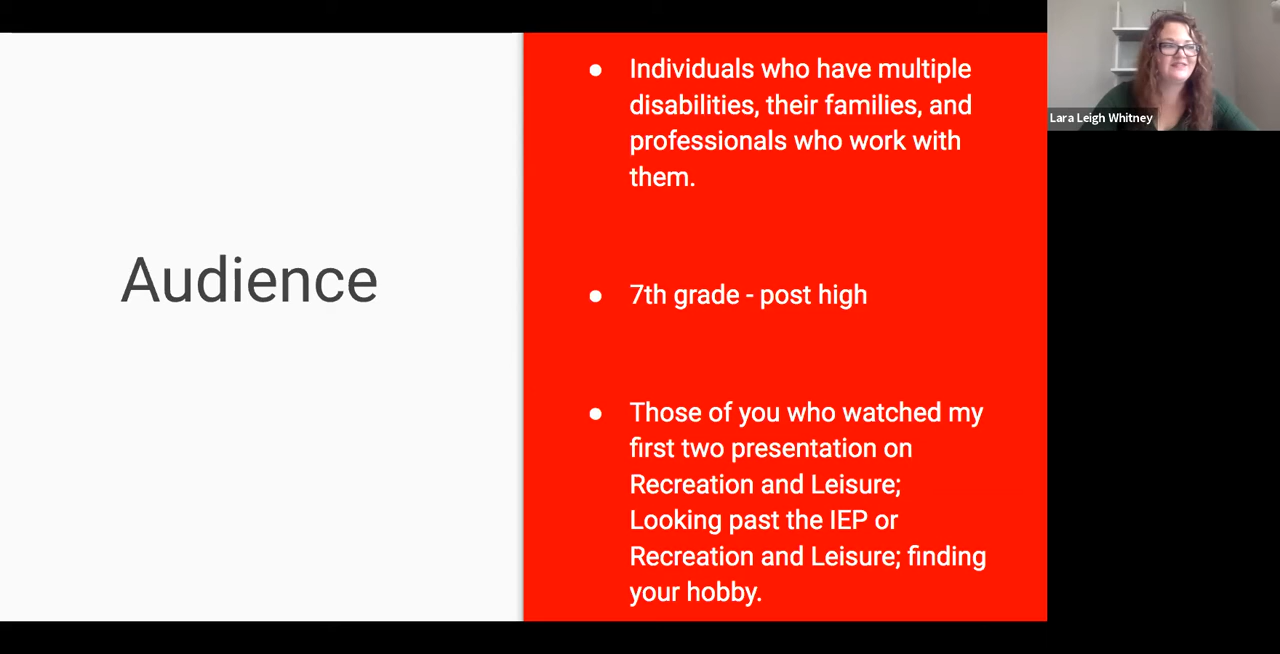 Audience
● Individuals who have multiple
disabilities, their families, and
professionals who work with
them.
● 7th grade - post high
● Those of you who watched my
first two presentation on
Recreation and Leisure;
Looking past the IEP or
Recreation and Leisure; finding
your hobby.
Lara Leigh Whitney